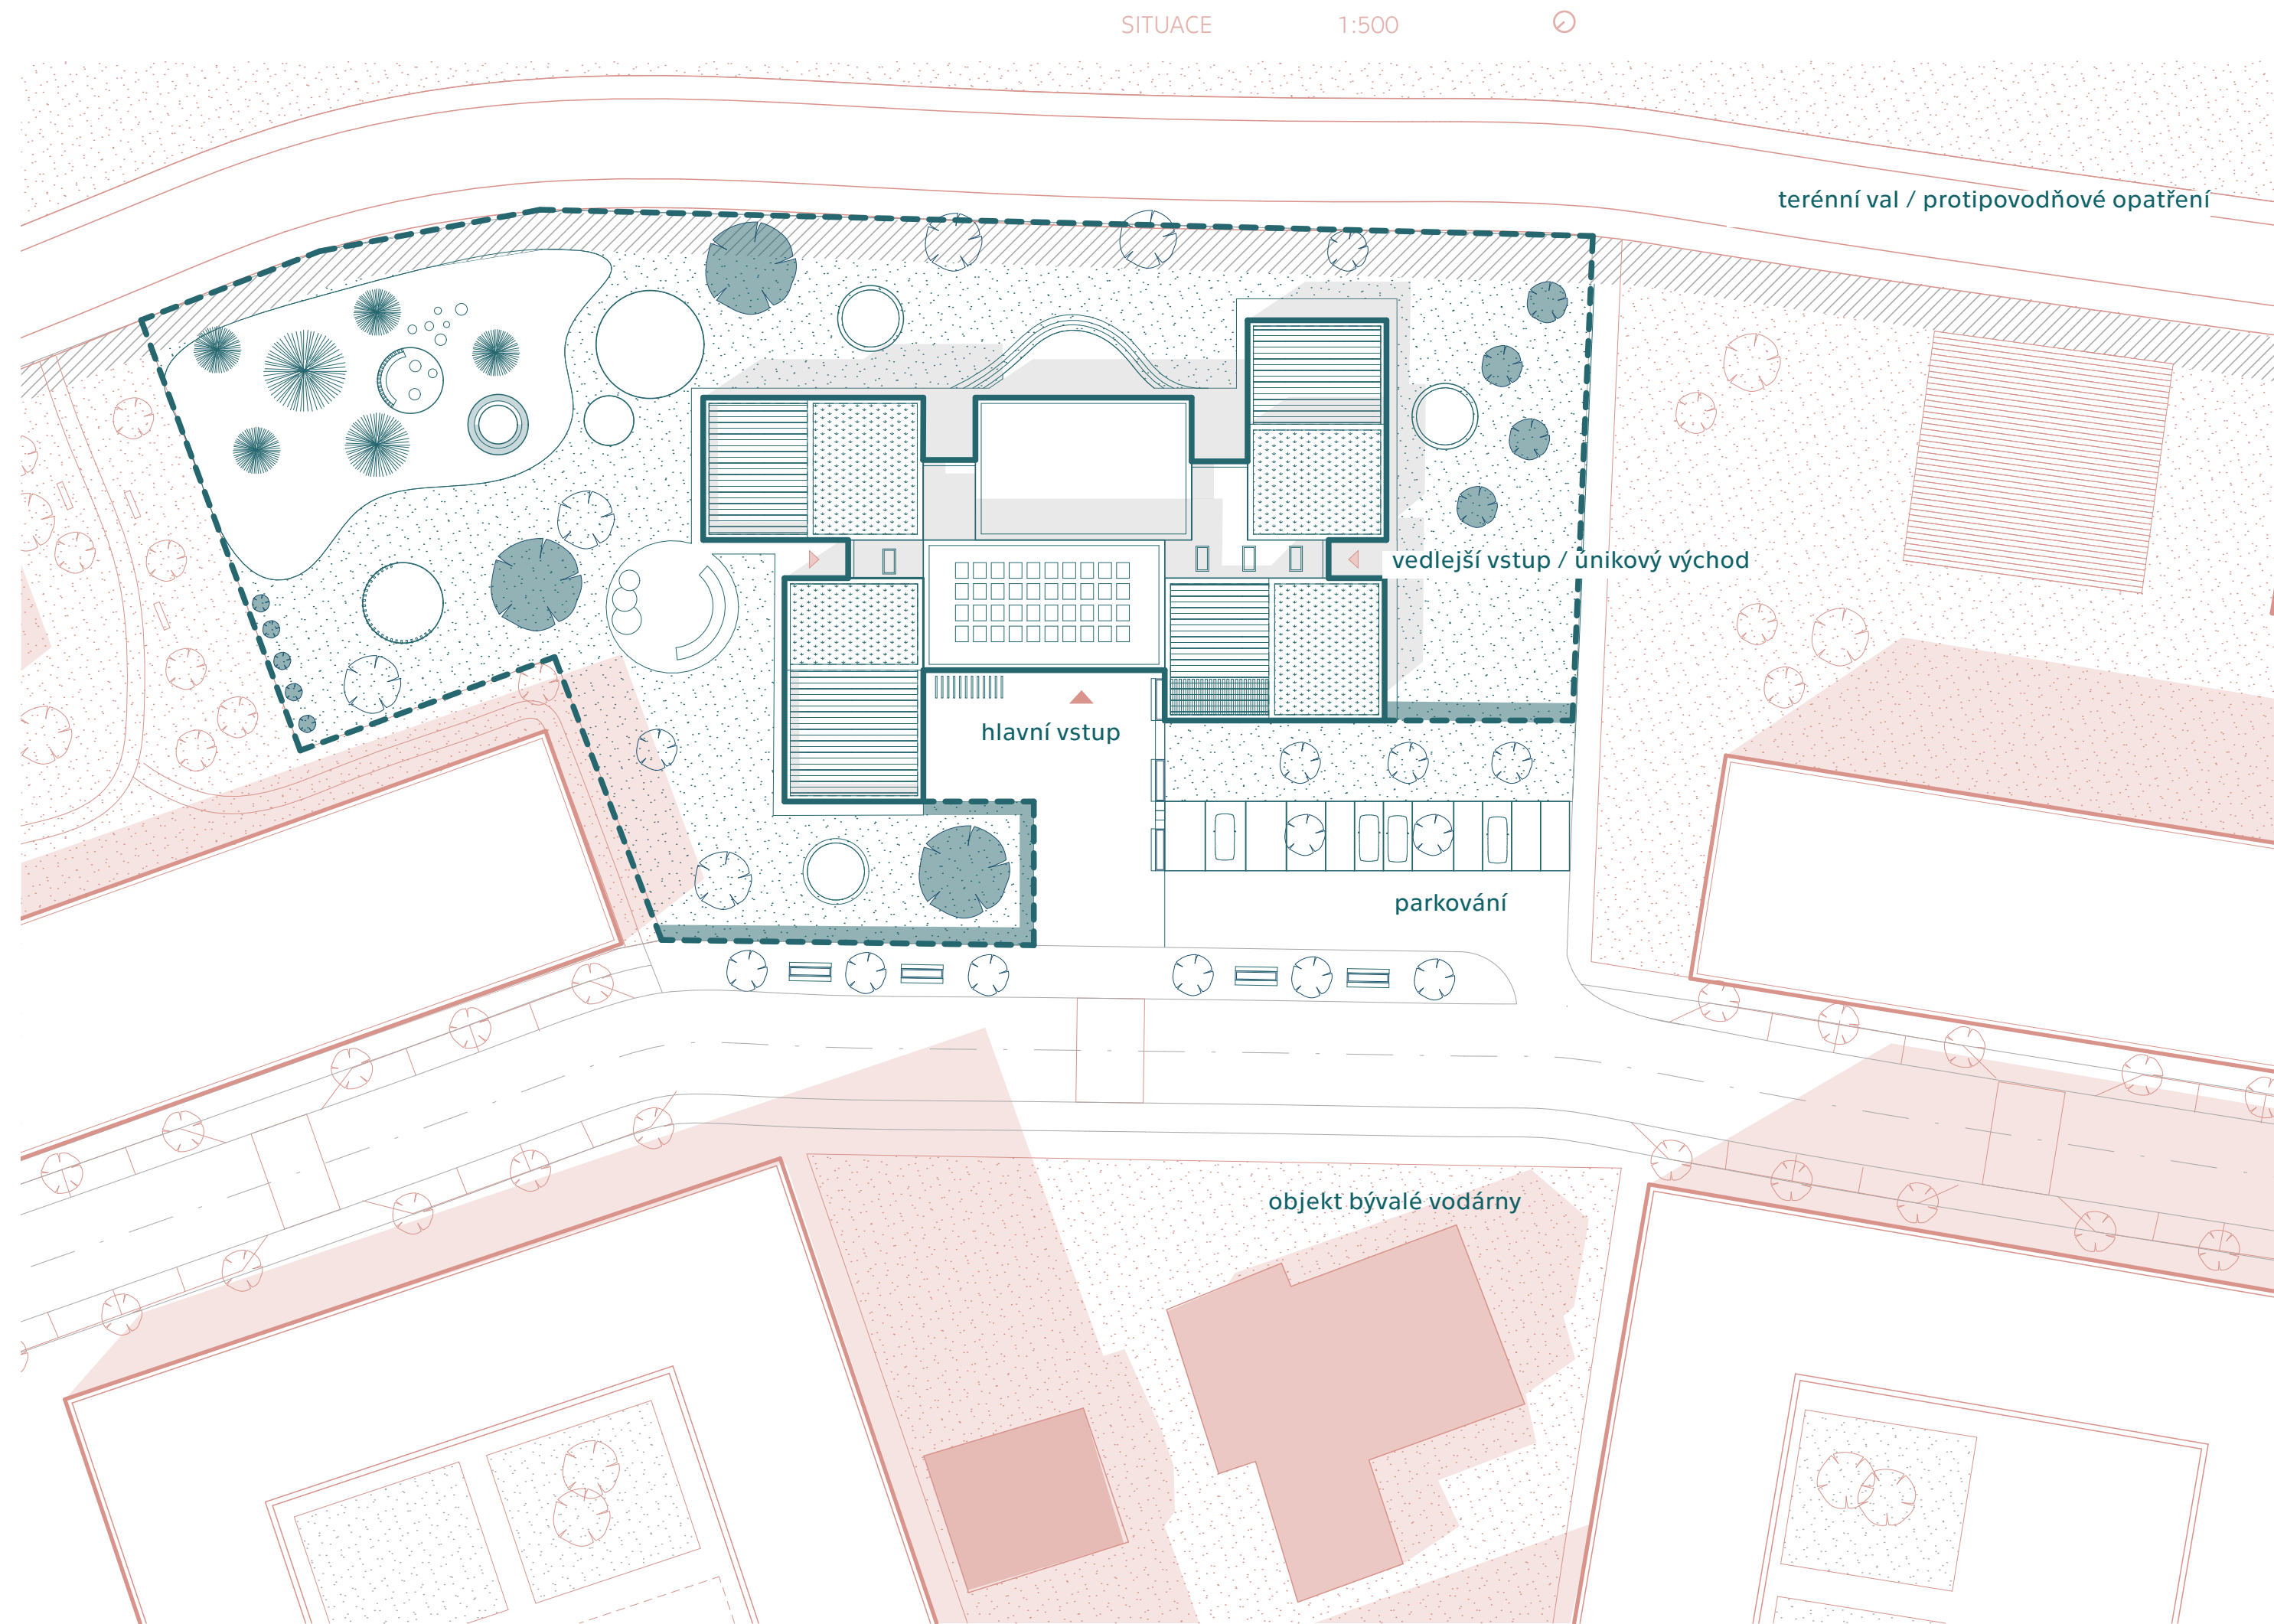 SITUACE 1:500
terénní val / protipovodňové opatření
vedlejší vstup / únikový východ
hlavní vstup
parkování
objekt bývalé vodárny